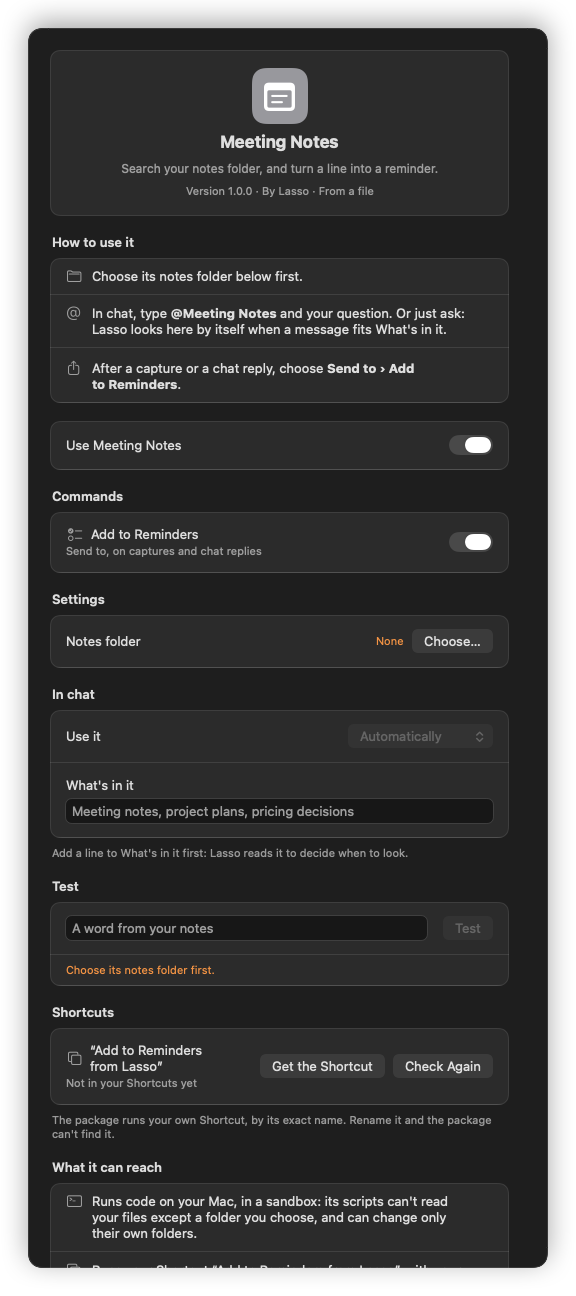 Meeting Notes
Search your notes folder, and turn a line into a reminder.
Version 1.0.0 · By Lasso · From a file
How to use it
Choose its notes folder below first.
@ In chat, type @Meeting Notes and your question. Or just ask:
Lasso looks here by itself when a message fits What's in it.
After a capture or a chat reply, choose Send to › Add
to Reminders.
Use Meeting Notes
Commands
Add to Reminders
Send to, on captures and chat replies
Settings
Notes folder None Choose...
In chat
Use it Automatically
What's in it
Meeting notes, project plans, pricing decisions
Add a line to What's in it first: Lasso reads it to decide when to look.
Test
A word from your notes Test
Choose its notes folder first.
Shortcuts
“Add to Reminders
from Lasso”
Not in your Shortcuts yet
Get the Shortcut Check Again
The package runs your own Shortcut, by its exact name. Rename it and the package
can't find it.
What it can reach
Runs code on your Mac, in a sandbox: its scripts can't read
your files except a folder you choose, and can change only
their own folders.